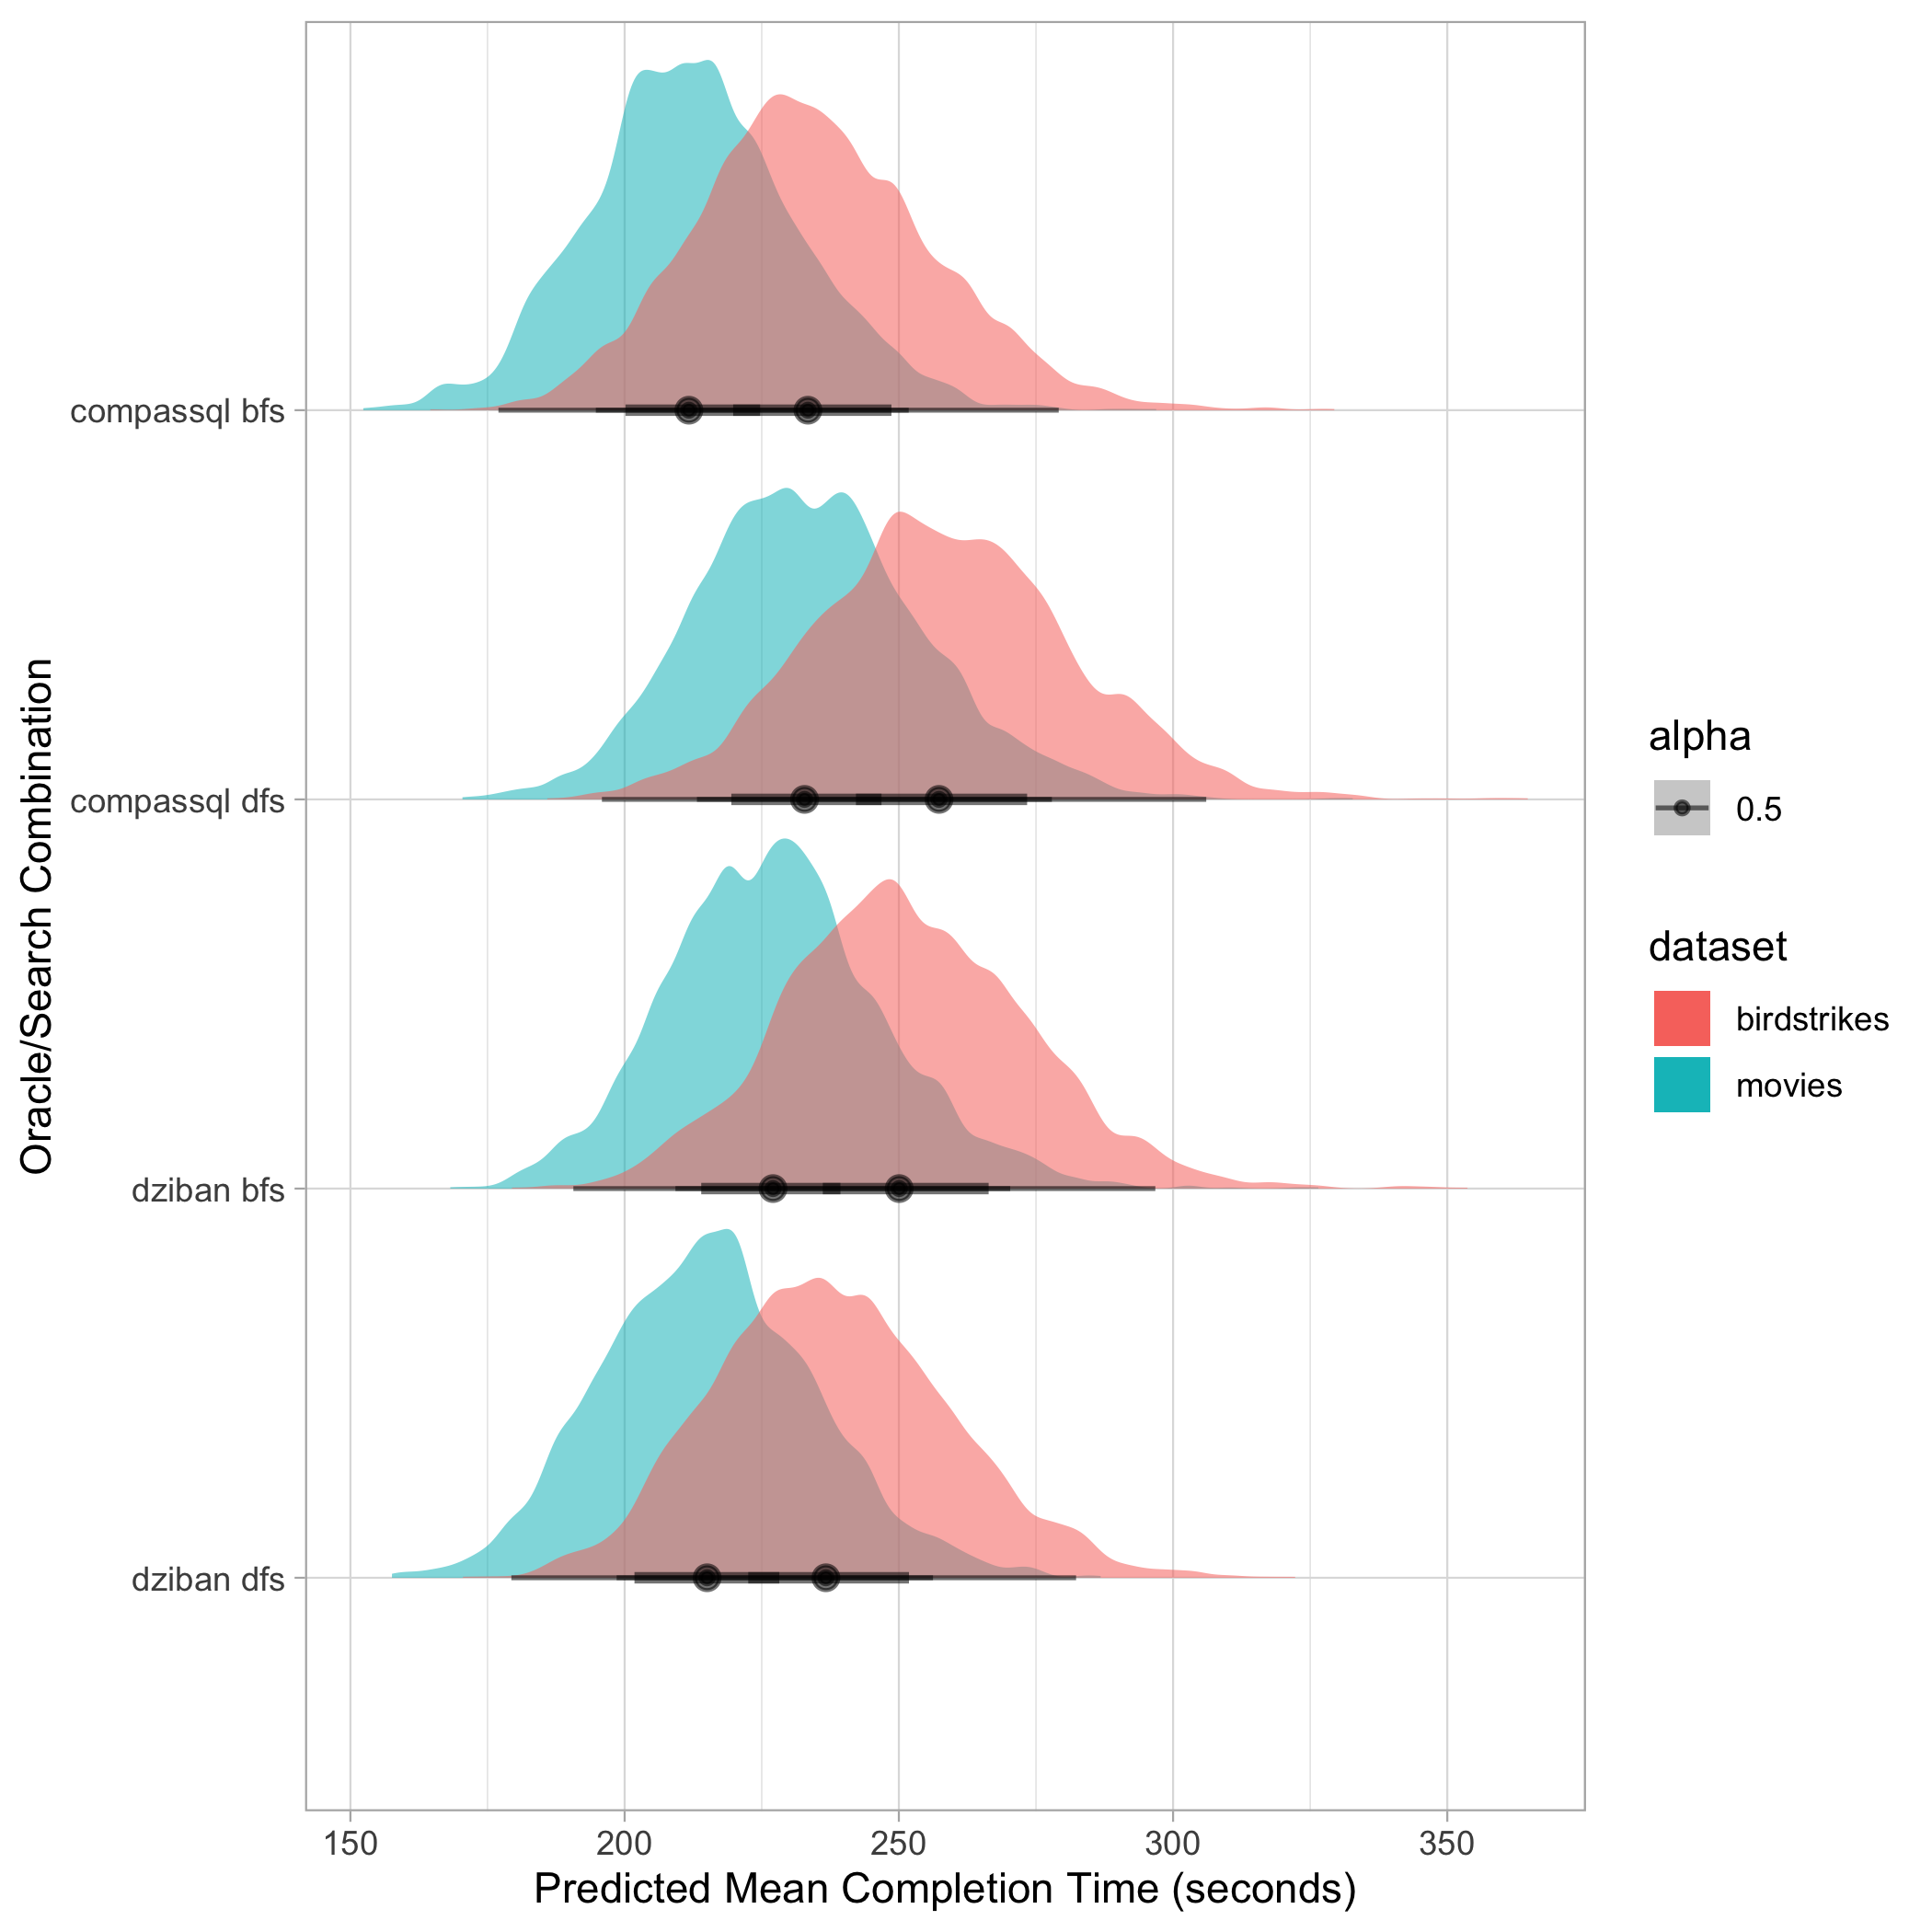 Oracle/Search Combination
compassql bfs
compassql dfs
dziban bfs
dziban dfs
150 200 250 300 350
Predicted Mean Completion Time (seconds)
alpha
0.5
dataset
birdstrikes
movies